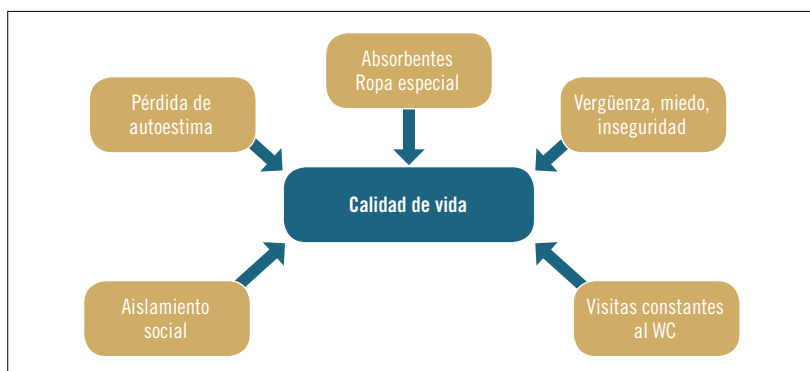 Absorbentes
Ropa especial
Pérdida de
autoestima
Vergüenza, miedo,
inseguridad
Calidad de vida
Aislamiento
social
Visitas constantes
al WC